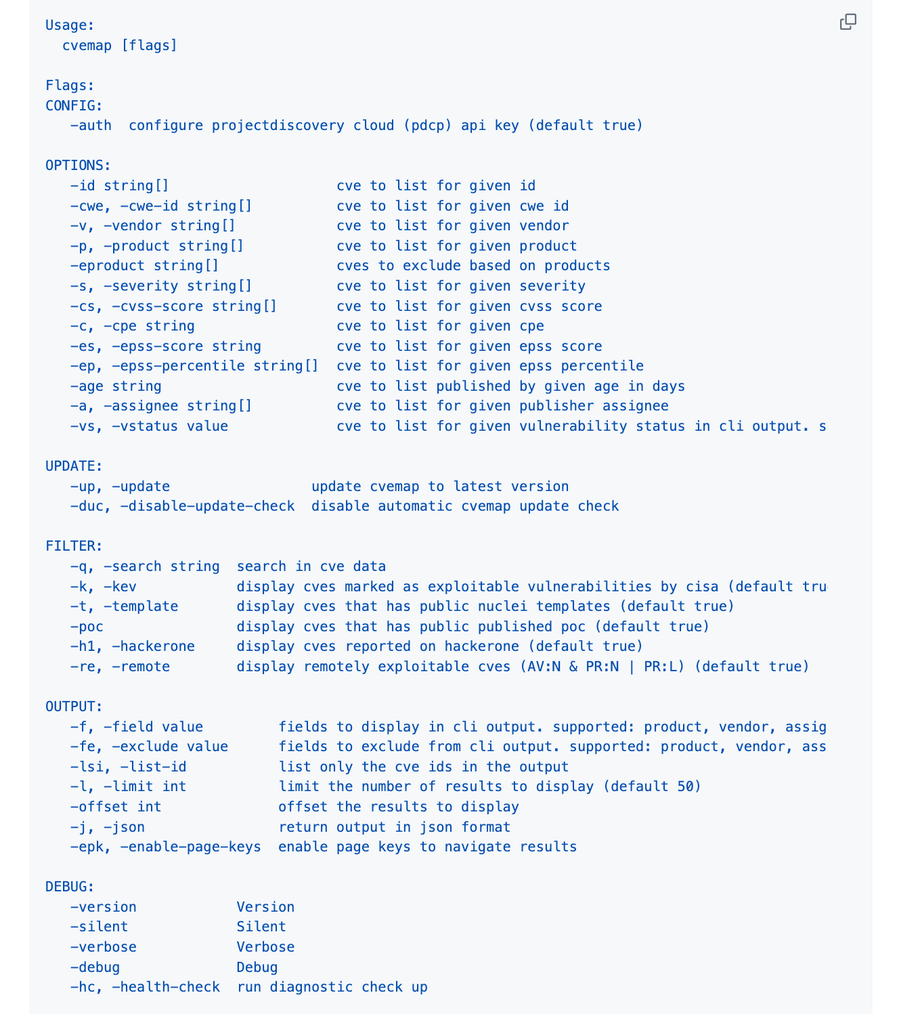 Usage:
  cvemap [flags]

Flags:
CONFIG:
   -auth  configure projectdiscovery cloud (pdcp) api key (default true)

OPTIONS:
   -id string[]                    cve to list for given id
   -cwe, -cwe-id string[]          cve to list for given cwe id
   -v, -vendor string[]            cve to list for given vendor
   -p, -product string[]           cve to list for given product
   -eproduct string[]              cves to exclude based on products
   -s, -severity string[]          cve to list for given severity
   -cs, -cvss-score string[]       cve to list for given cvss score
   -c, -cpe string                 cve to list for given cpe
   -es, -epss-score string         cve to list for given epss score
   -ep, -epss-percentile string[]  cve to list for given epss percentile
   -age string                     cve to list published by given age in days
   -a, -assignee string[]          cve to list for given publisher assignee
   -vs, -vstatus value             cve to list for given vulnerability status in cli output. s

UPDATE:
   -up, -update                 update cvemap to latest version
   -duc, -disable-update-check  disable automatic cvemap update check

FILTER:
   -q, -search string  search in cve data
   -k, -kev            display cves marked as exploitable vulnerabilities by cisa (default tru
   -t, -template       display cves that has public nuclei templates (default true)
   -poc                display cves that has public published poc (default true)
   -h1, -hackerone     display cves reported on hackerone (default true)
   -re, -remote        display remotely exploitable cves (AV:N & PR:N | PR:L) (default true)

OUTPUT:
   -f, -field value         fields to display in cli output. supported: product, vendor, assig
   -fe, -exclude value      fields to exclude from cli output. supported: product, vendor, ass
   -lsi, -list-id           list only the cve ids in the output
   -l, -limit int           limit the number of results to display (default 50)
   -offset int              offset the results to display
   -j, -json                return output in json format
   -epk, -enable-page-keys  enable page keys to navigate results

DEBUG:
   -version            Version
   -silent             Silent
   -verbose            Verbose
   -debug              Debug
   -hc, -health-check  run diagnostic check up